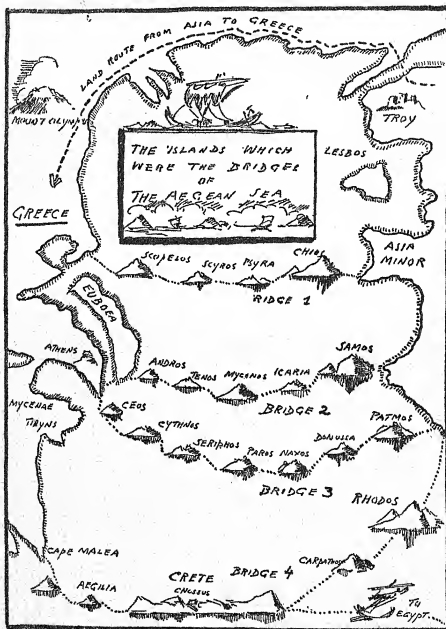 LAND ROUTE FROM ASIA TO GREECE
MOUNT OLYMPUS
TROY
THE ISLANDS WHICH
WERE THE BRIDGES
OF
THE AEGEAN SEA
LESBOS
GREECE
ASIA
MINOR
SCOPELOS
SCYROS
PSYRA
CHIOS
RIDGE 1
EUBOEA
ATHENS
ANDROS
TENOS
MYCONOS
ICARIA
SAMOS
BRIDGE 2
MYCENAE
TIRYNS
CEOS
CYTHNOS
SERIPHOS
PAROS
NAXOS
DONUSSA
PATMOS
BRIDGE 3
RHODOS
CAPE MALEA
AEGILIA
CRETE
CNOSSUS
BRIDGE 4
CARPATHOS
TO
EGYPT